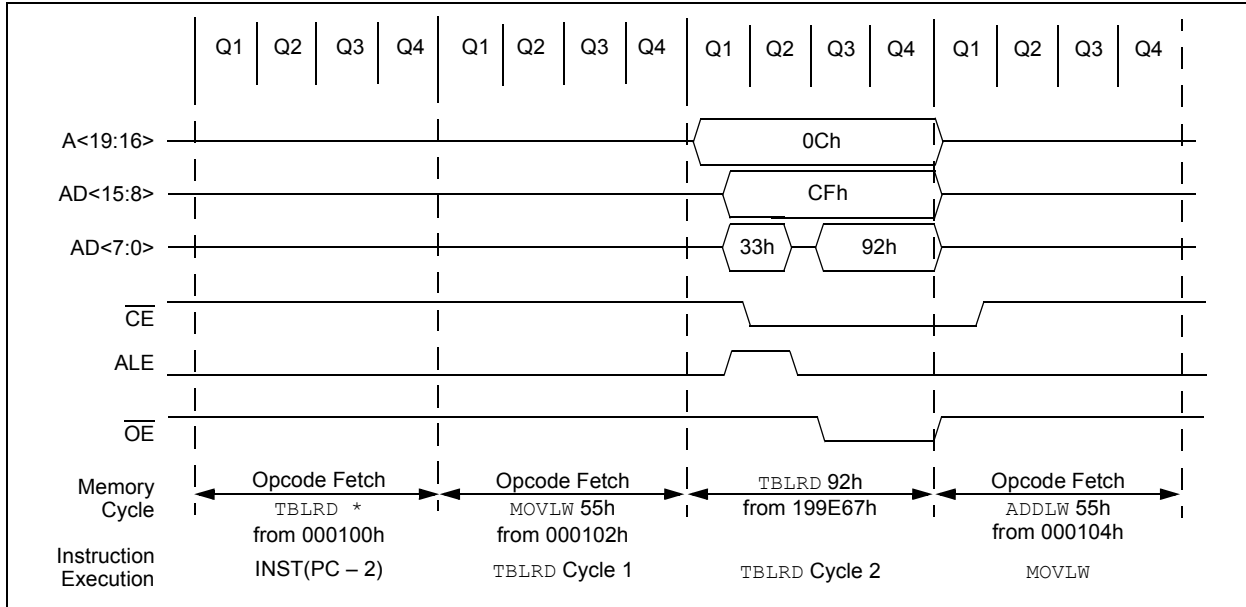 Q1 Q2 Q3 Q4 Q1 Q2 Q3 Q4 Q1 Q2 Q3 Q4 Q1 Q2 Q3 Q4
A<19:16> 0Ch
AD<15:8> CFh
AD<7:0> 33h 92h
CE
ALE
OE
Memory Cycle
Opcode Fetch
TBLRD *
from 000100h
Opcode Fetch
MOVLW 55h
from 000102h
TBLRD 92h
from 199E67h
Opcode Fetch
ADDLW 55h
from 000104h
Instruction Execution
INST(PC – 2)
TBLRD Cycle 1
TBLRD Cycle 2
MOVLW